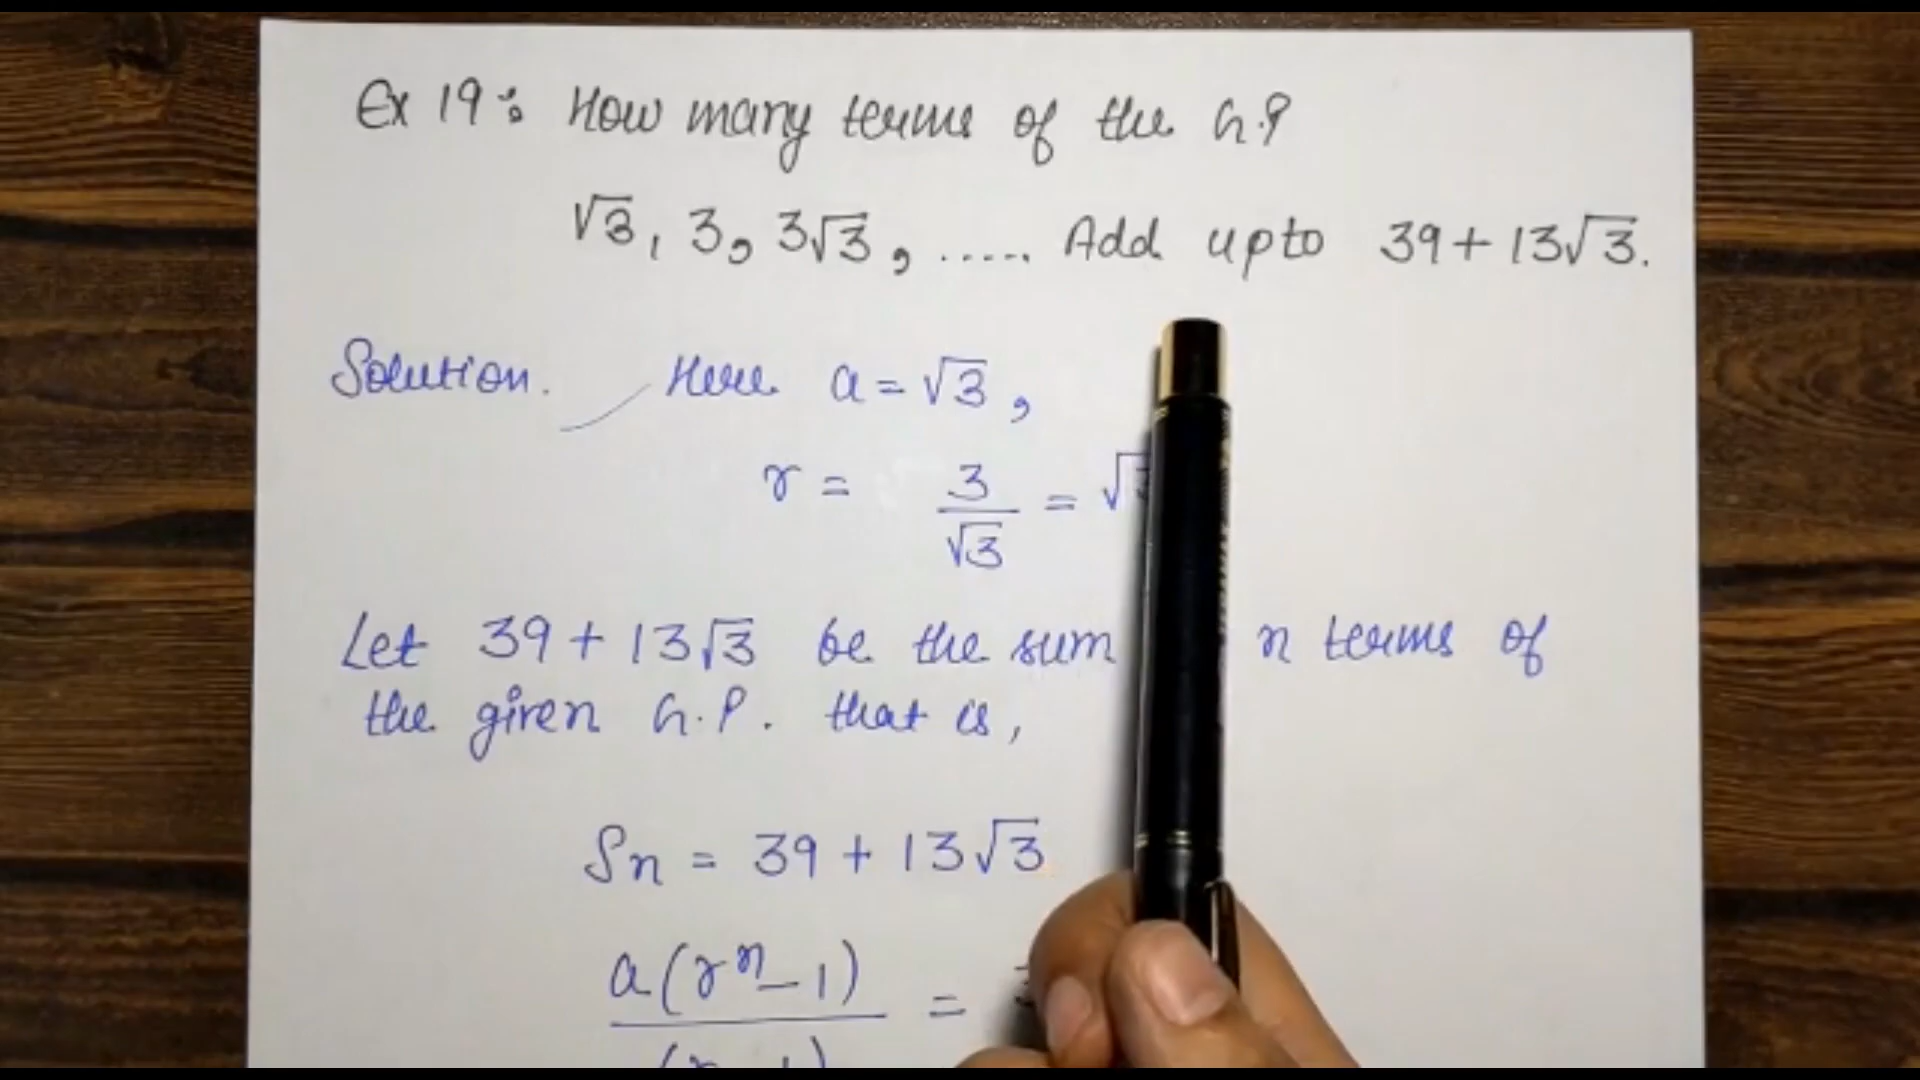 Ex 19: How many terms of the G.P
√3, 3, 3√3, ..... Add upto 39+13√3.
Solution. Here a = √3,
r = 3/√3 = √
Let 39+13√3 be the sum n terms of
the given G.P. that is,
Sn = 39 + 13√3
a(r^n-1)
=